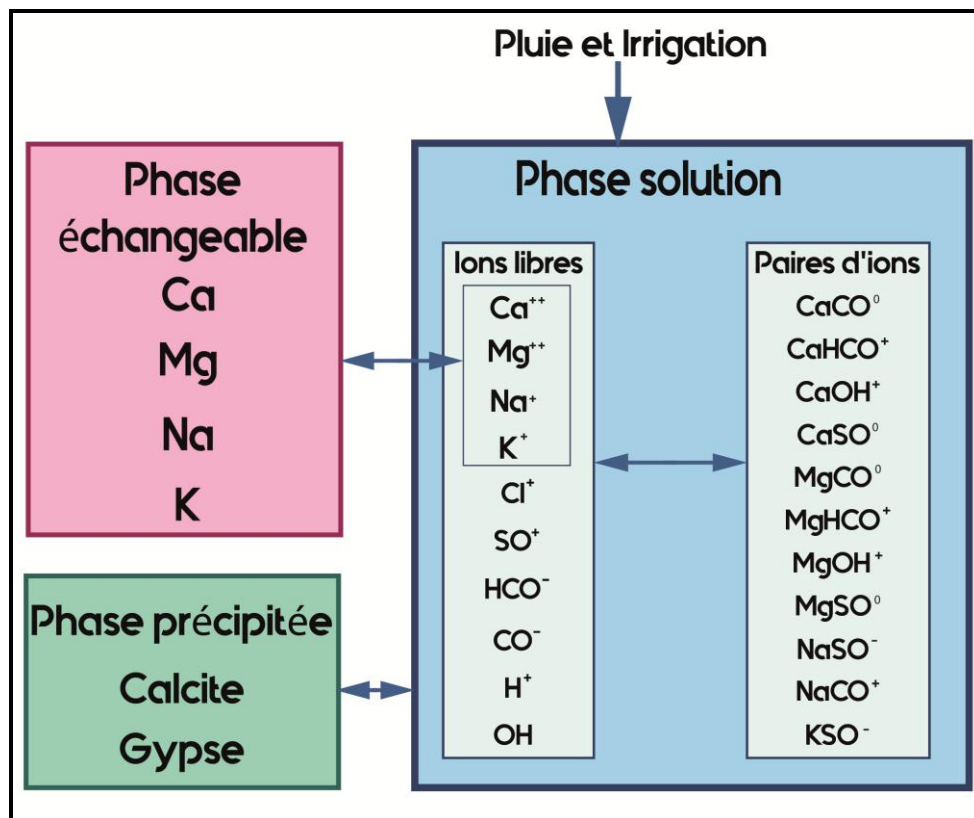 Pluie et Irrigation
Phase
échangeable
Ca
Mg
Na
K
Phase précipitée
Calcite
Gypse
Phase solution
Ions libres
Ca⁺⁺
Mg⁺⁺
Na⁺
K⁺
Cl⁺
SO⁺
HCO⁻
CO⁻
H⁺
OH
Paires d'ions
CaCO⁰
CaHCO⁺
CaOH⁺
CaSO⁰
MgCO⁰
MgHCO⁺
MgOH⁺
MgSO⁰
NaSO⁻
NaCO⁺
KSO⁻